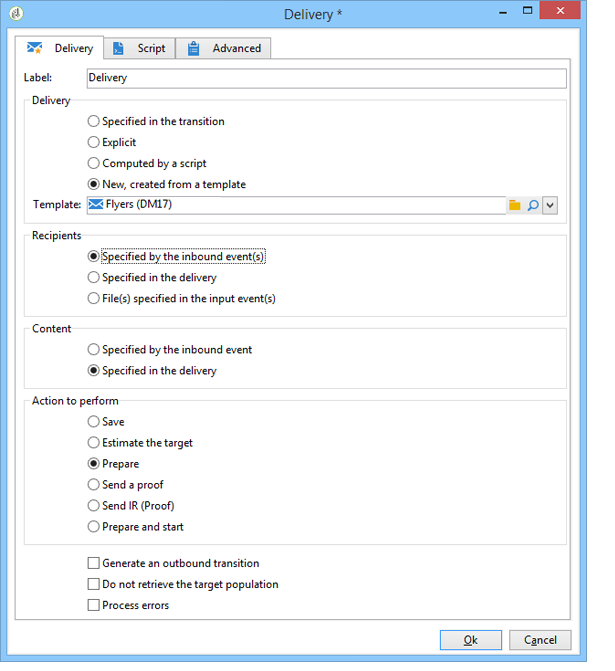 Delivery *
Delivery Script Advanced
Label: Delivery
Delivery
Specified in the transition
Explicit
Computed by a script
New, created from a template
Template: Flyers (DM17)
Recipients
Specified by the inbound event(s)
Specified in the delivery
File(s) specified in the input event(s)
Content
Specified by the inbound event
Specified in the delivery
Action to perform
Save
Estimate the target
Prepare
Send a proof
Send IR (Proof)
Prepare and start
Generate an outbound transition
Do not retrieve the target population
Process errors
Ok Cancel